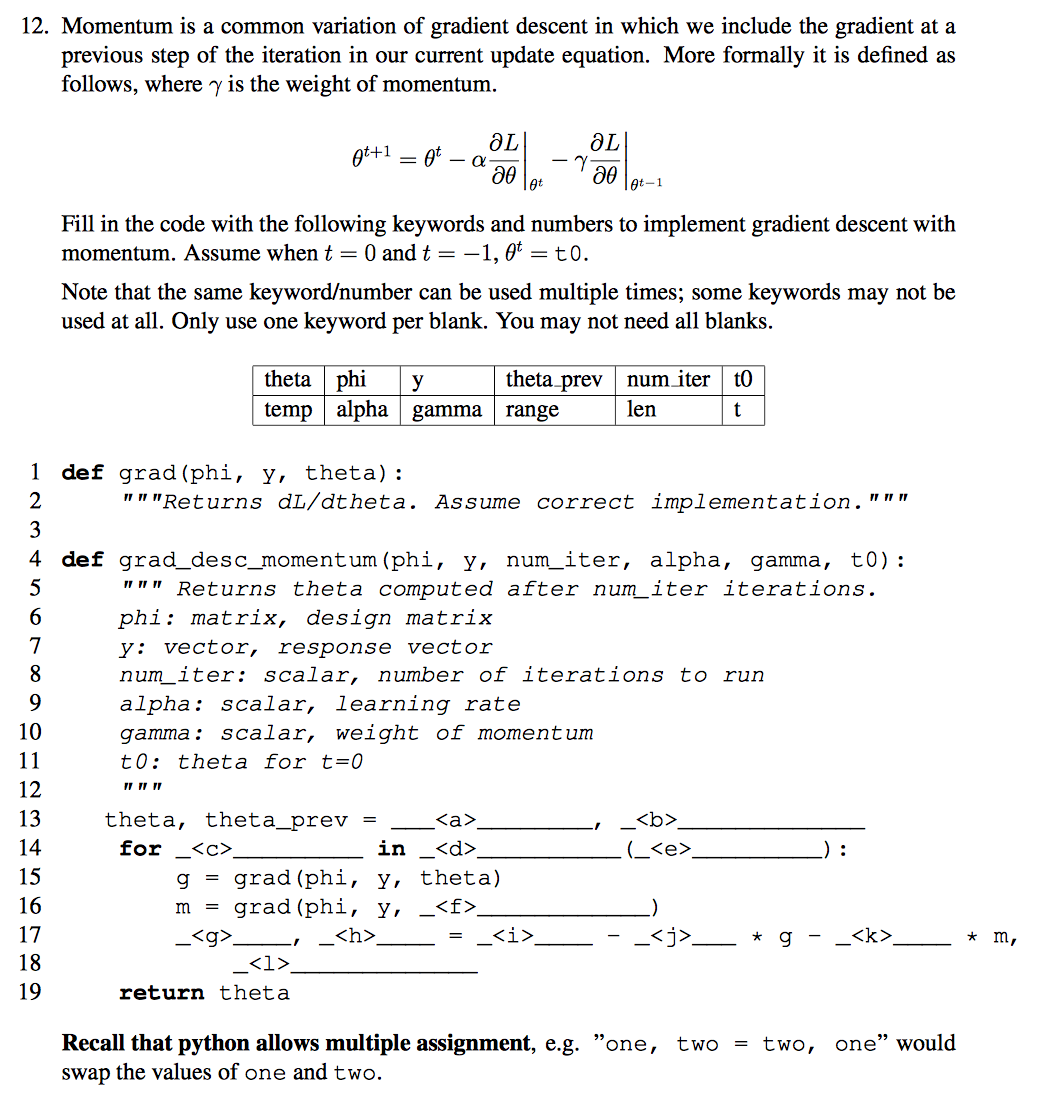 12. Momentum is a common variation of gradient descent in which we include the gradient at a
previous step of the iteration in our current update equation. More formally it is defined as
follows, where γ is the weight of momentum.
θ^{t+1} = θ^t − α ∂L/∂θ |_{θ^t} − γ ∂L/∂θ |_{θ^{t−1}}
Fill in the code with the following keywords and numbers to implement gradient descent with
momentum. Assume when t = 0 and t = −1, θ^t = t0.
Note that the same keyword/number can be used multiple times; some keywords may not be
used at all. Only use one keyword per blank. You may not need all blanks.
theta phi y theta_prev num_iter t0
temp alpha gamma range len t
1 def grad(phi, y, theta):
2 """Returns dL/dtheta. Assume correct implementation."""
3
4 def grad_desc_momentum(phi, y, num_iter, alpha, gamma, t0):
5 """ Returns theta computed after num_iter iterations.
6 phi: matrix, design matrix
7 y: vector, response vector
8 num_iter: scalar, number of iterations to run
9 alpha: scalar, learning rate
10 gamma: scalar, weight of momentum
11 t0: theta for t=0
12 """
13 theta, theta_prev = ___<a>________, _<b>_____________
14 for _<c>_________ in _<d>__________(_<e>_________):
15 g = grad(phi, y, theta)
16 m = grad(phi, y, _<f>____________)
17 _<g>____, _<h>____ = _<i>____ - _<j>___ * g - _<k>____ * m,
18 _<l>_____________
19 return theta
Recall that python allows multiple assignment, e.g. ”one, two = two, one” would
swap the values of one and two.